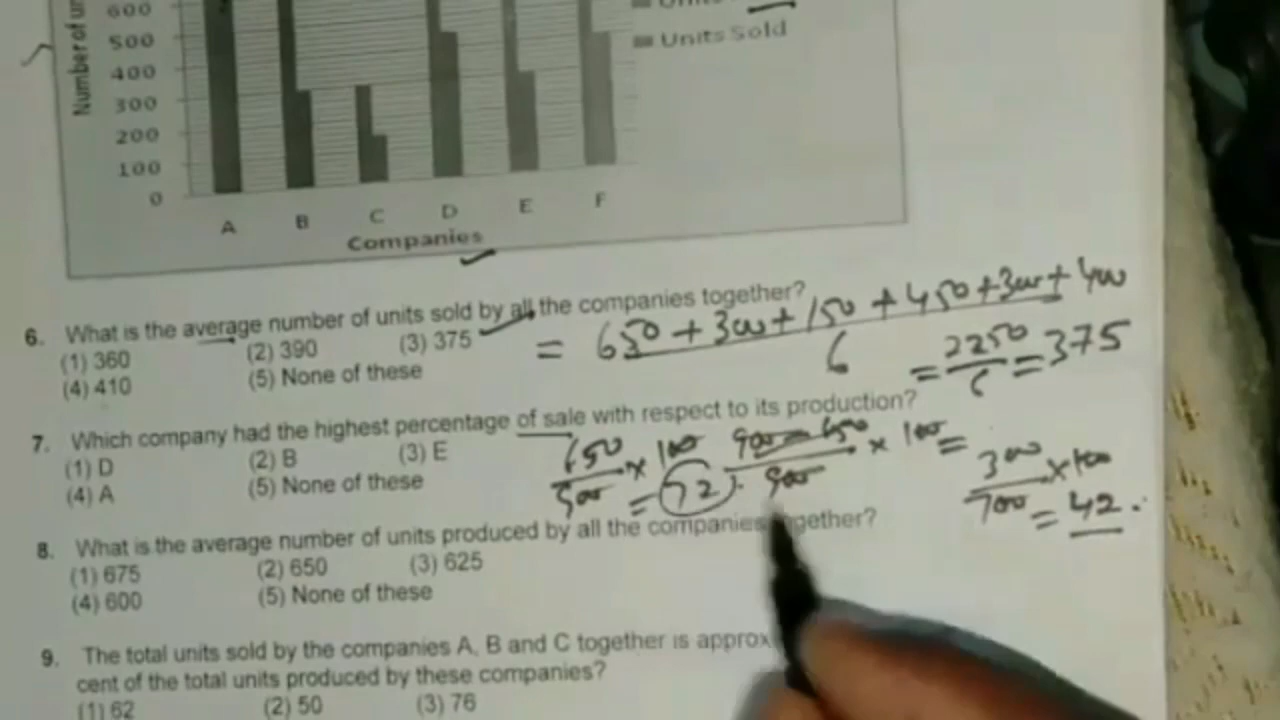 600
500
400
300
200
100
0
Number of
Units Sold
A B C D E F
Companies
6. What is the average number of units sold by all the companies together?
(1) 360 (2) 390 (3) 375
(4) 410 (5) None of these
= 650 + 300 + 150 + 450 + 300 + 400
6
= 2250
6
= 375
7. Which company had the highest percentage of sale with respect to its production?
(1) D (2) B (3) E
(4) A (5) None of these
650
900
× 100
= 72%
900 - 650
900
× 100 =
300
700
× 100
= 42%
8. What is the average number of units produced by all the companies together?
(1) 675 (2) 650 (3) 625
(4) 600 (5) None of these
9. The total units sold by the companies A, B and C together is
cent of the total units produced by these companies?
(1) 62 (2) 50 (3) 76